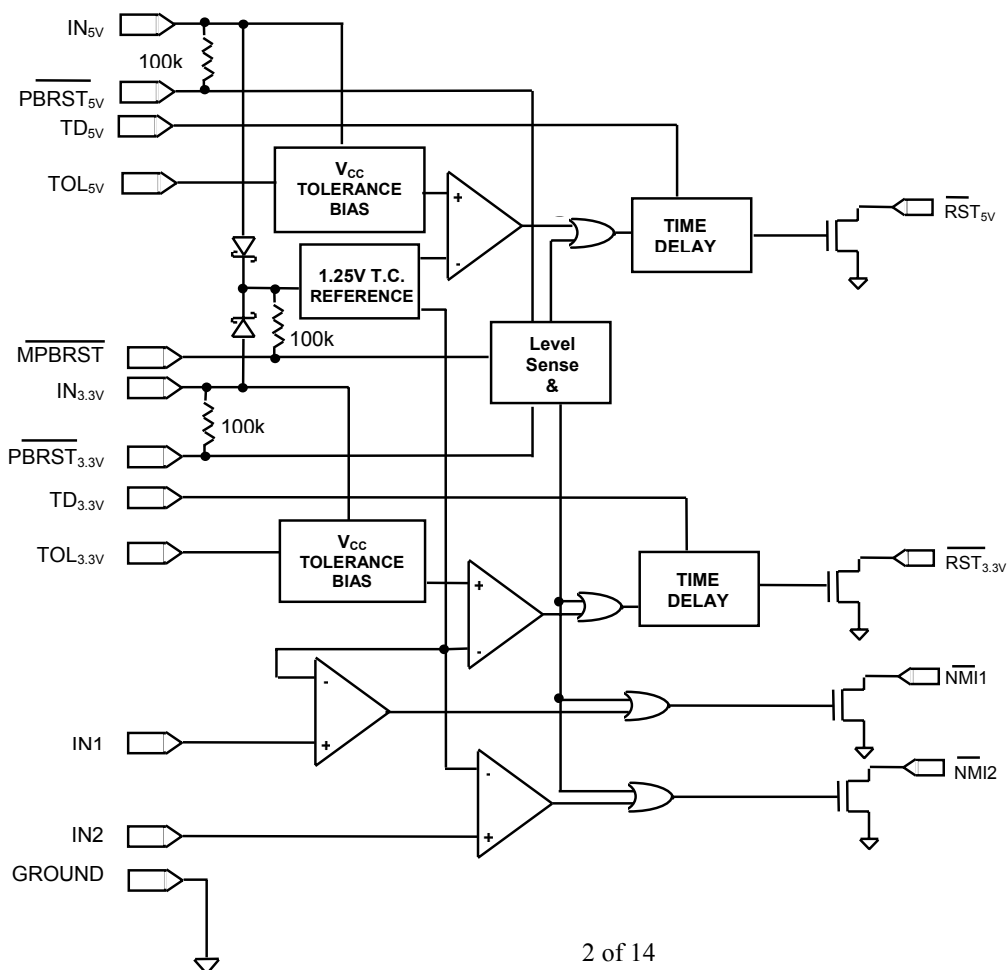 IN5V
100k
PBRST5V
TD5V
TOL5V
VCC
TOLERANCE
BIAS
+
-
TIME
DELAY
RST5V
1.25V T.C.
REFERENCE
100k
MPBRST
Level
Sense
&
IN3.3V
100k
PBRST3.3V
TD3.3V
TOL3.3V
VCC
TOLERANCE
BIAS
+
-
TIME
DELAY
RST3.3V
-
+
NMI1
IN1
-
+
NMI2
IN2
GROUND
2 of 14